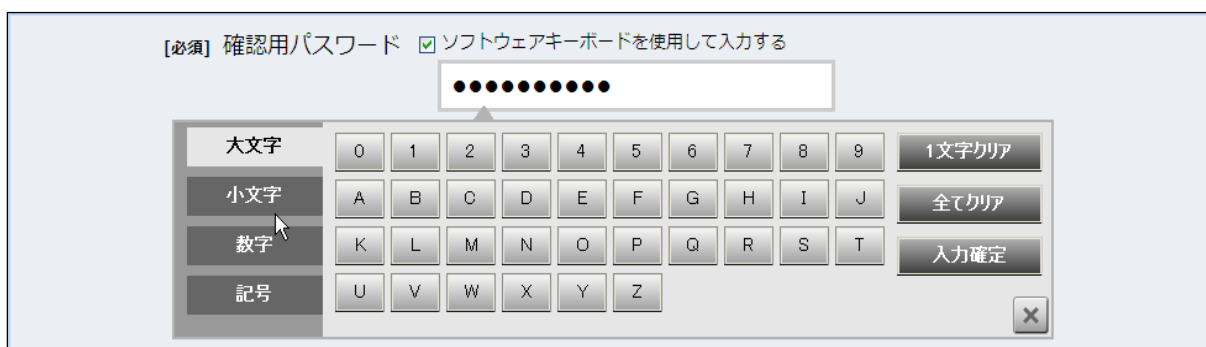 [必須] 確認用パスワード ソフトウェアキーボードを使用して入力する
●●●●●●●●●●
大文字 0 1 2 3 4 5 6 7 8 9 1文字クリア
小文字 A B C D E F G H I J 全てクリア
数字 K L M N O P Q R S T 入力確定
記号 U V W X Y Z